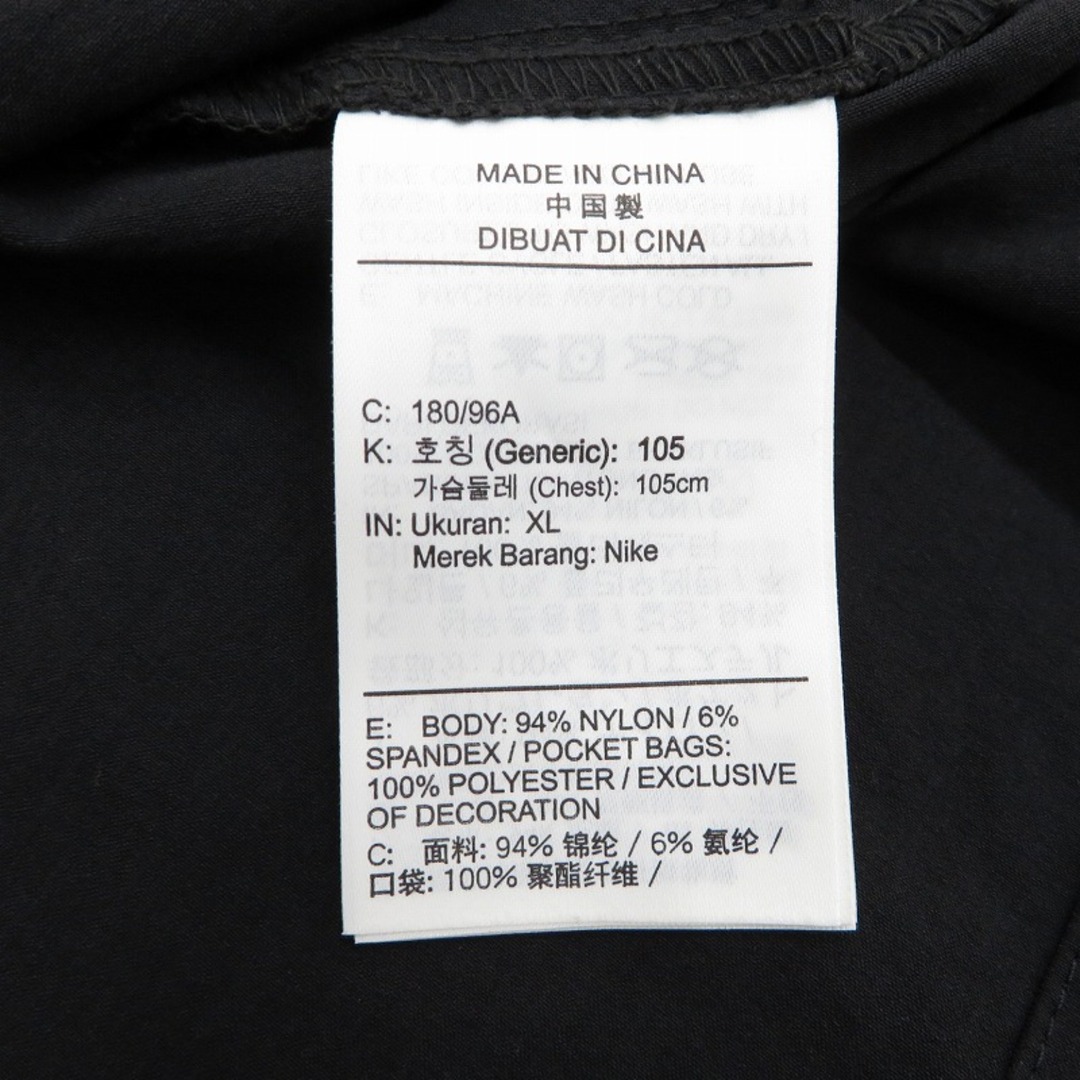 MADE IN CHINA
中国製
DIBUAT DI CINA
C: 180/96A
K: 호칭 (Generic): 105
가슴둘레 (Chest): 105cm
IN: Ukuran: XL
Merek Barang: Nike
E: BODY: 94% NYLON / 6%
SPANDEX / POCKET BAGS:
100% POLYESTER / EXCLUSIVE
OF DECORATION
C: 面料: 94% 锦纶 / 6% 氨纶 /
口袋: 100% 聚酯纤维 /